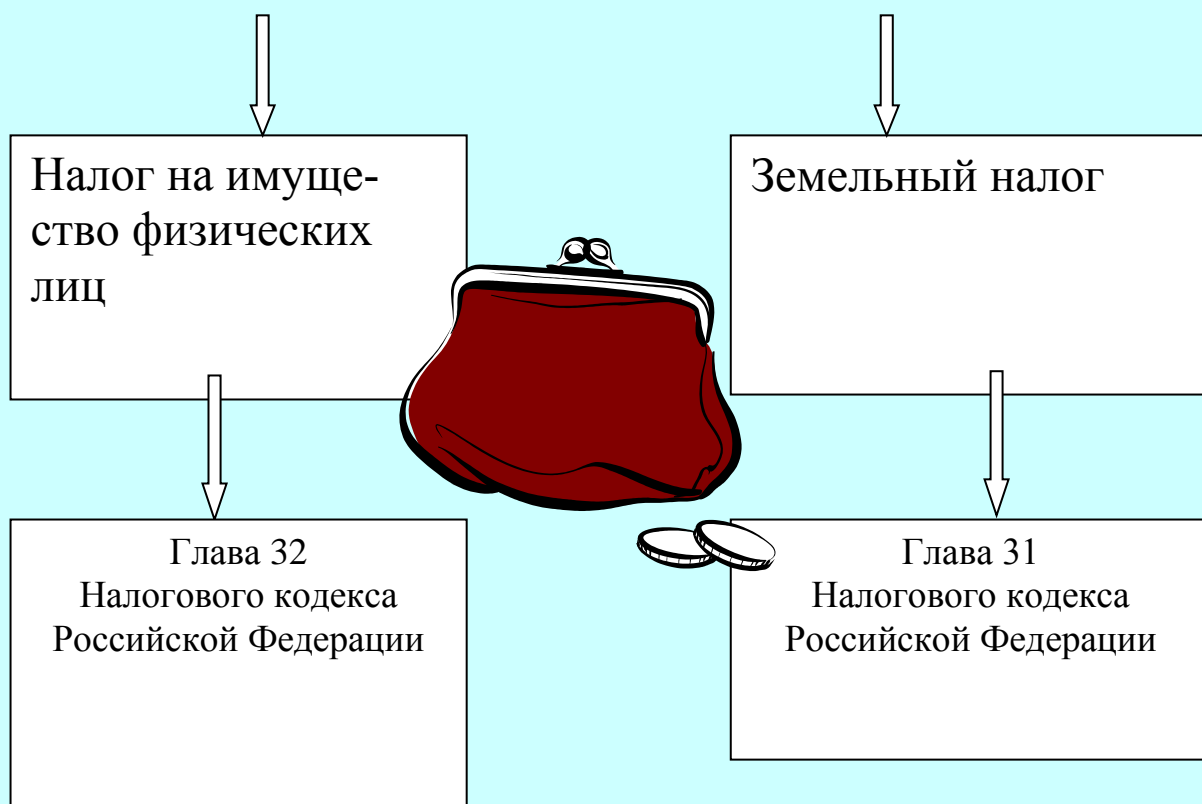 Налог на имуще-
ство физических
лиц
Земельный налог
Глава 32
Налогового кодекса
Российской Федерации
Глава 31
Налогового кодекса
Российской Федерации